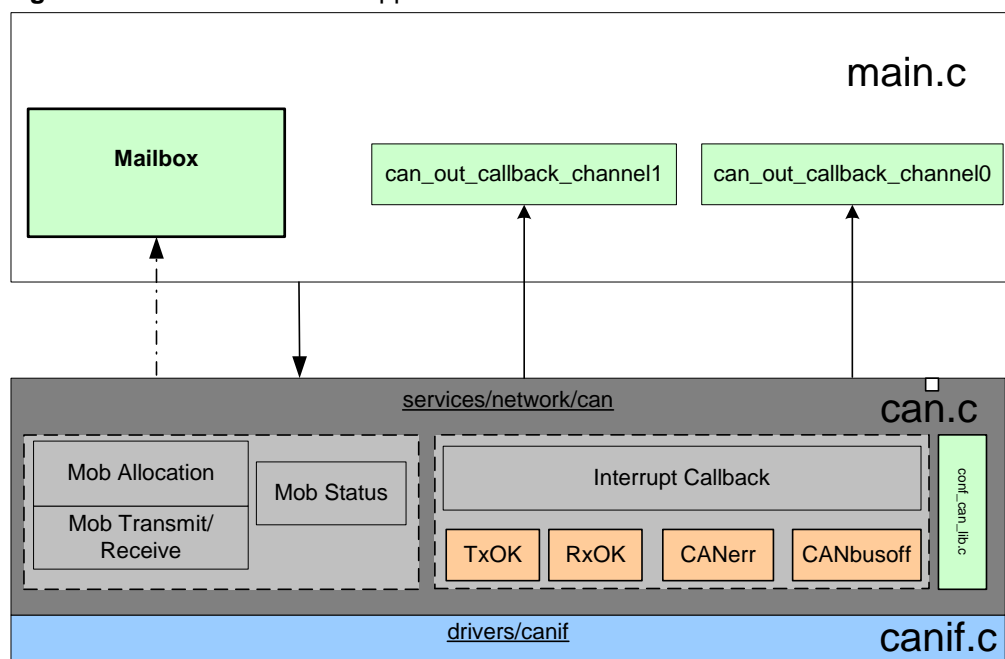 main.c
Mailbox
can_out_callback_channel1
can_out_callback_channel0
services/network/can
can.c
Mob Allocation
Mob Status
Mob Transmit/
Receive
Interrupt Callback
TxOK
RxOK
CANerr
CANbusoff
conf_can_lib.c
drivers/canif
canif.c